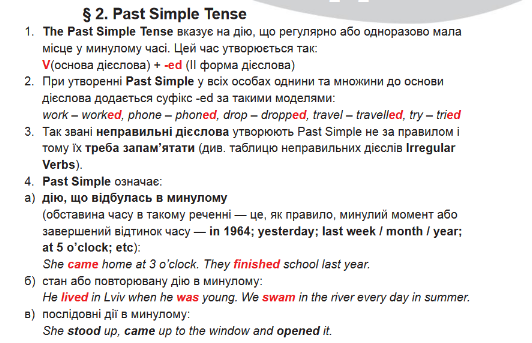 § 2. Past Simple Tense
1. The Past Simple Tense вказує на дію, що регулярно або одноразово мала
місце у минулому часі. Цей час утворюється так:
V(основа дієслова) + -ed (II форма дієслова)
2. При утворенні Past Simple у всіх особах однини та множини до основи
дієслова додається суфікс -ed за такими моделями:
work – worked, phone – phoned, drop – dropped, travel – travelled, try – tried
3. Так звані неправильні дієслова утворюють Past Simple не за правилом і
тому їх треба запам’ятати (див. таблицю неправильних дієслів Irregular
Verbs).
4. Past Simple означає:
а) дію, що відбулась в минулому
(обставина часу в такому реченні — це, як правило, минулий момент або
завершений відтинок часу — in 1964; yesterday; last week / month / year;
at 5 o’clock; etc):
She came home at 3 o’clock. They finished school last year.
б) стан або повторювану дію в минулому:
He lived in Lviv when he was young. We swam in the river every day in summer.
в) послідовні дії в минулому:
She stood up, came up to the window and opened it.